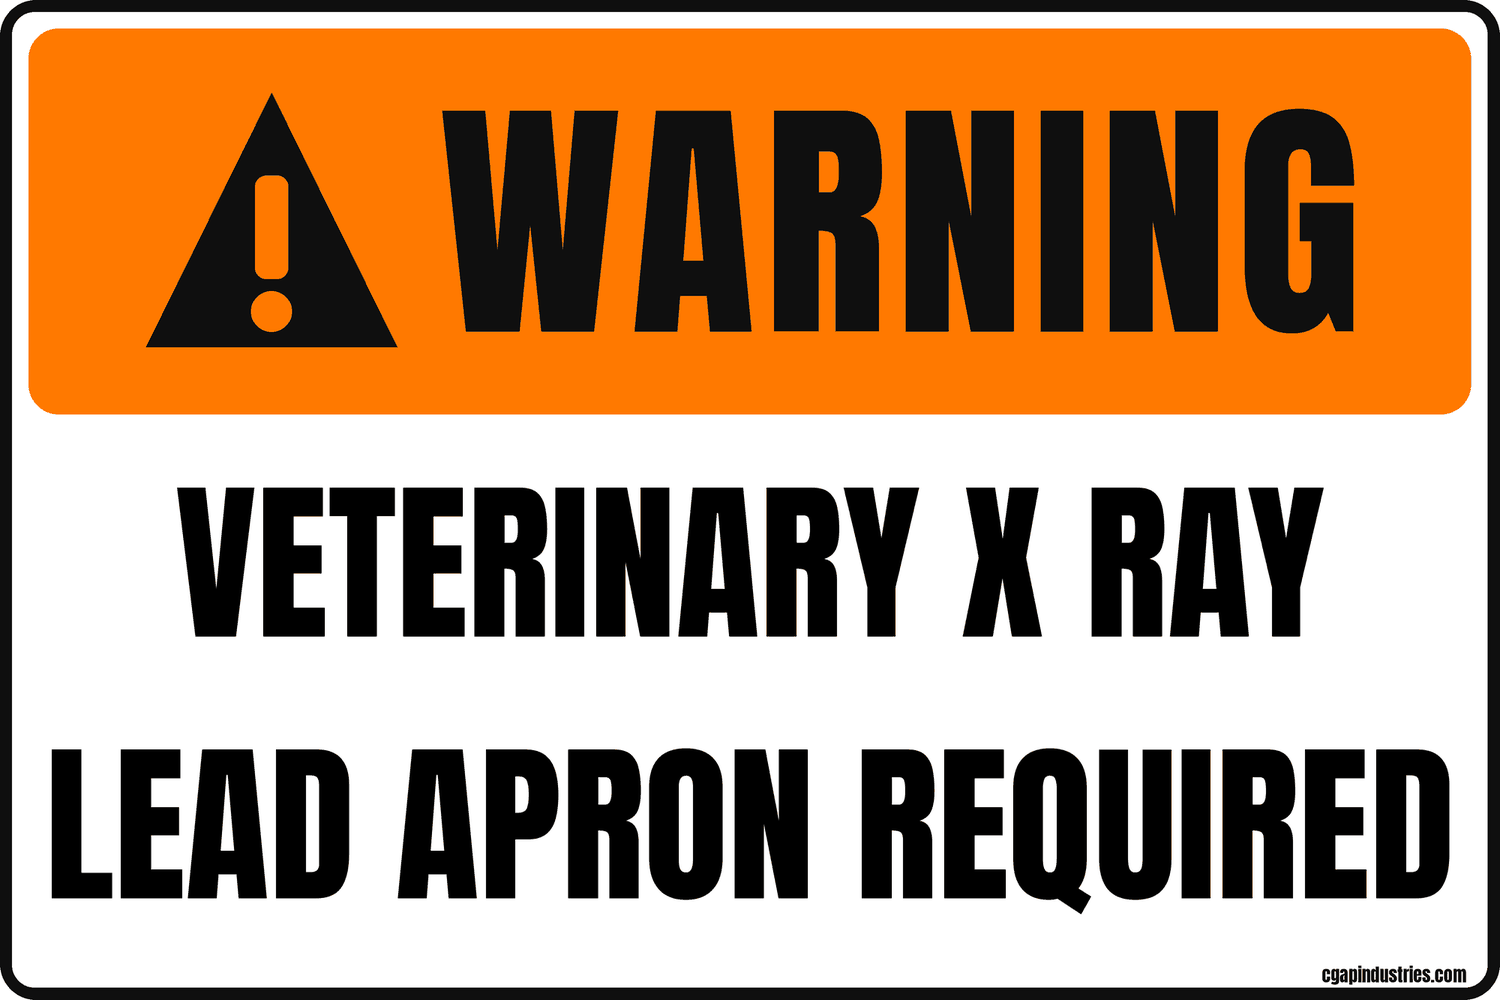 WARNING
VETERINARY X RAY
LEAD APRON REQUIRED
cgapindustries.com